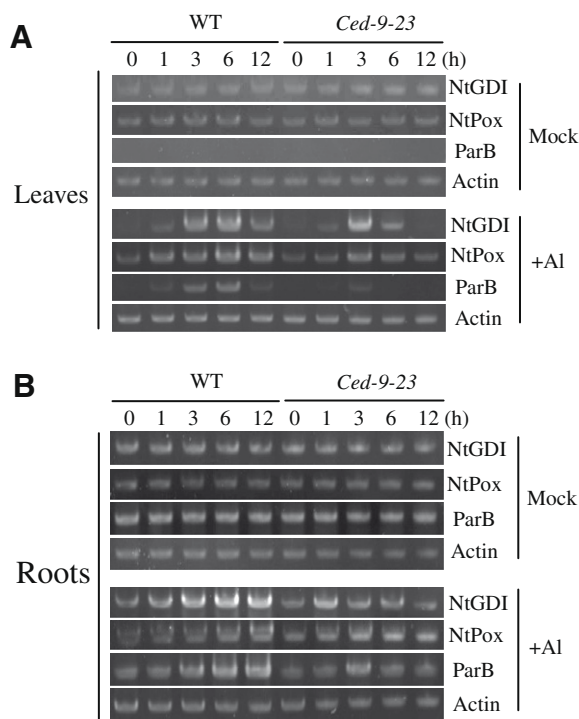 A
WT Ced-9-23
0 1 3 6 12 0 1 3 6 12 (h)
NtGDI
NtPox
ParB
Actin
Mock
Leaves
NtGDI
NtPox
ParB
Actin
+Al
B
WT Ced-9-23
0 1 3 6 12 0 1 3 6 12 (h)
NtGDI
NtPox
ParB
Actin
Mock
Roots
NtGDI
NtPox
ParB
Actin
+Al